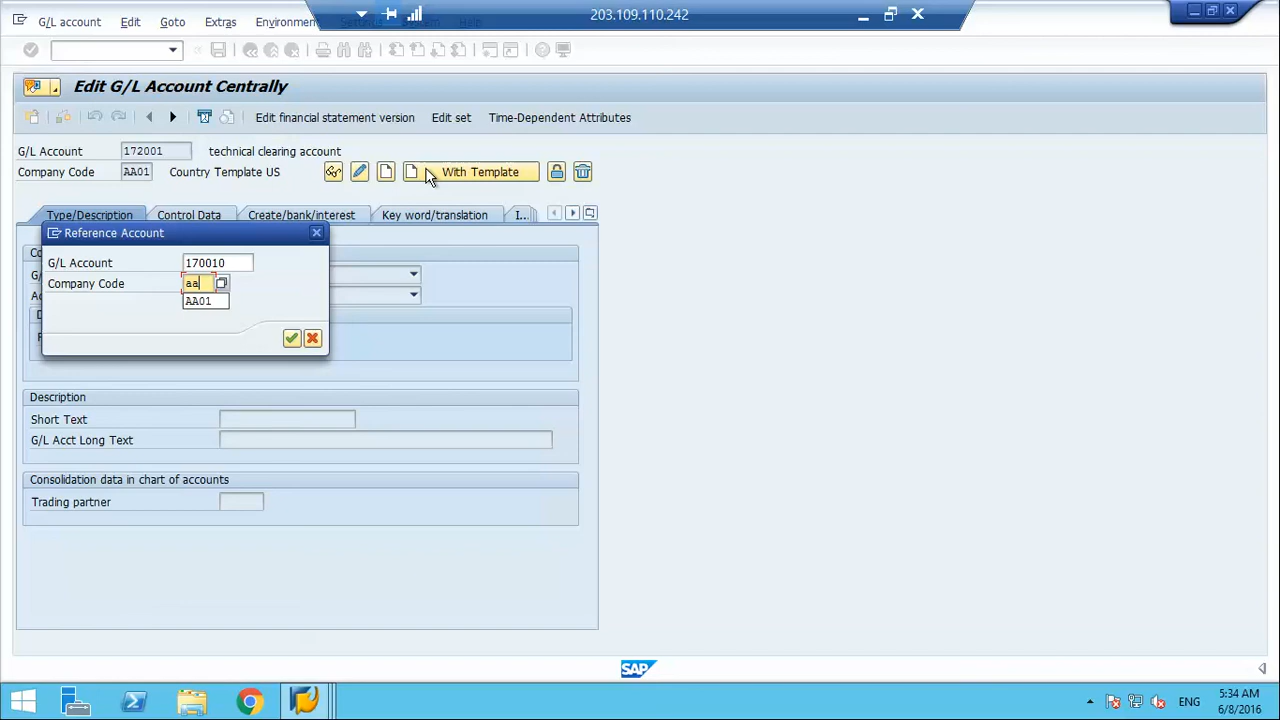 G/L account Edit Goto Extras Environment Settings System Help
203.109.110.242
Edit G/L Account Centrally
Edit financial statement version Edit set Time-Dependent Attributes
G/L Account 172001 technical clearing account
Company Code AA01 Country Template US With Template
Type/Description Control Data Create/bank/interest Key word/translation I...
Reference Account
G/L Account 170010
Company Code aa
AA01
Description
Short Text
G/L Acct Long Text
Consolidation data in chart of accounts
Trading partner
SAP
ENG
5:34 AM
6/8/2016